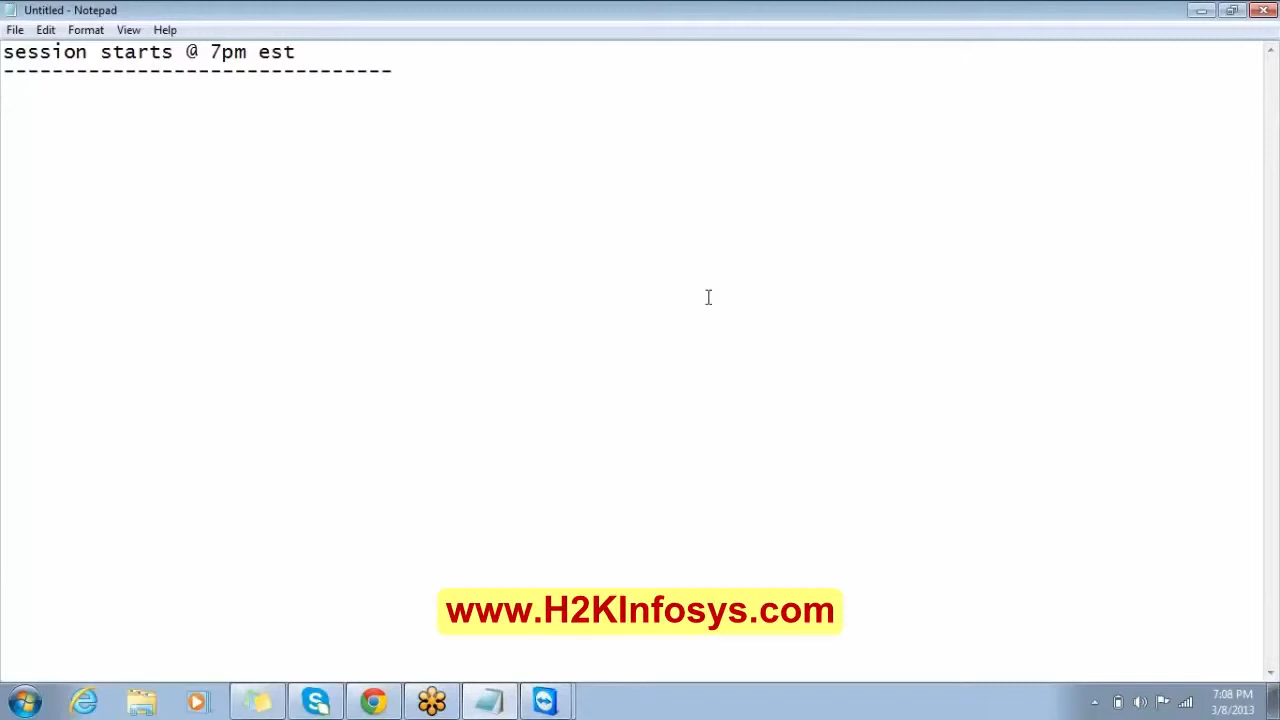 Untitled - Notepad
File Edit Format View Help
session starts @ 7pm est
--------------------------------
www.H2KInfosys.com
7:08 PM
3/8/2013